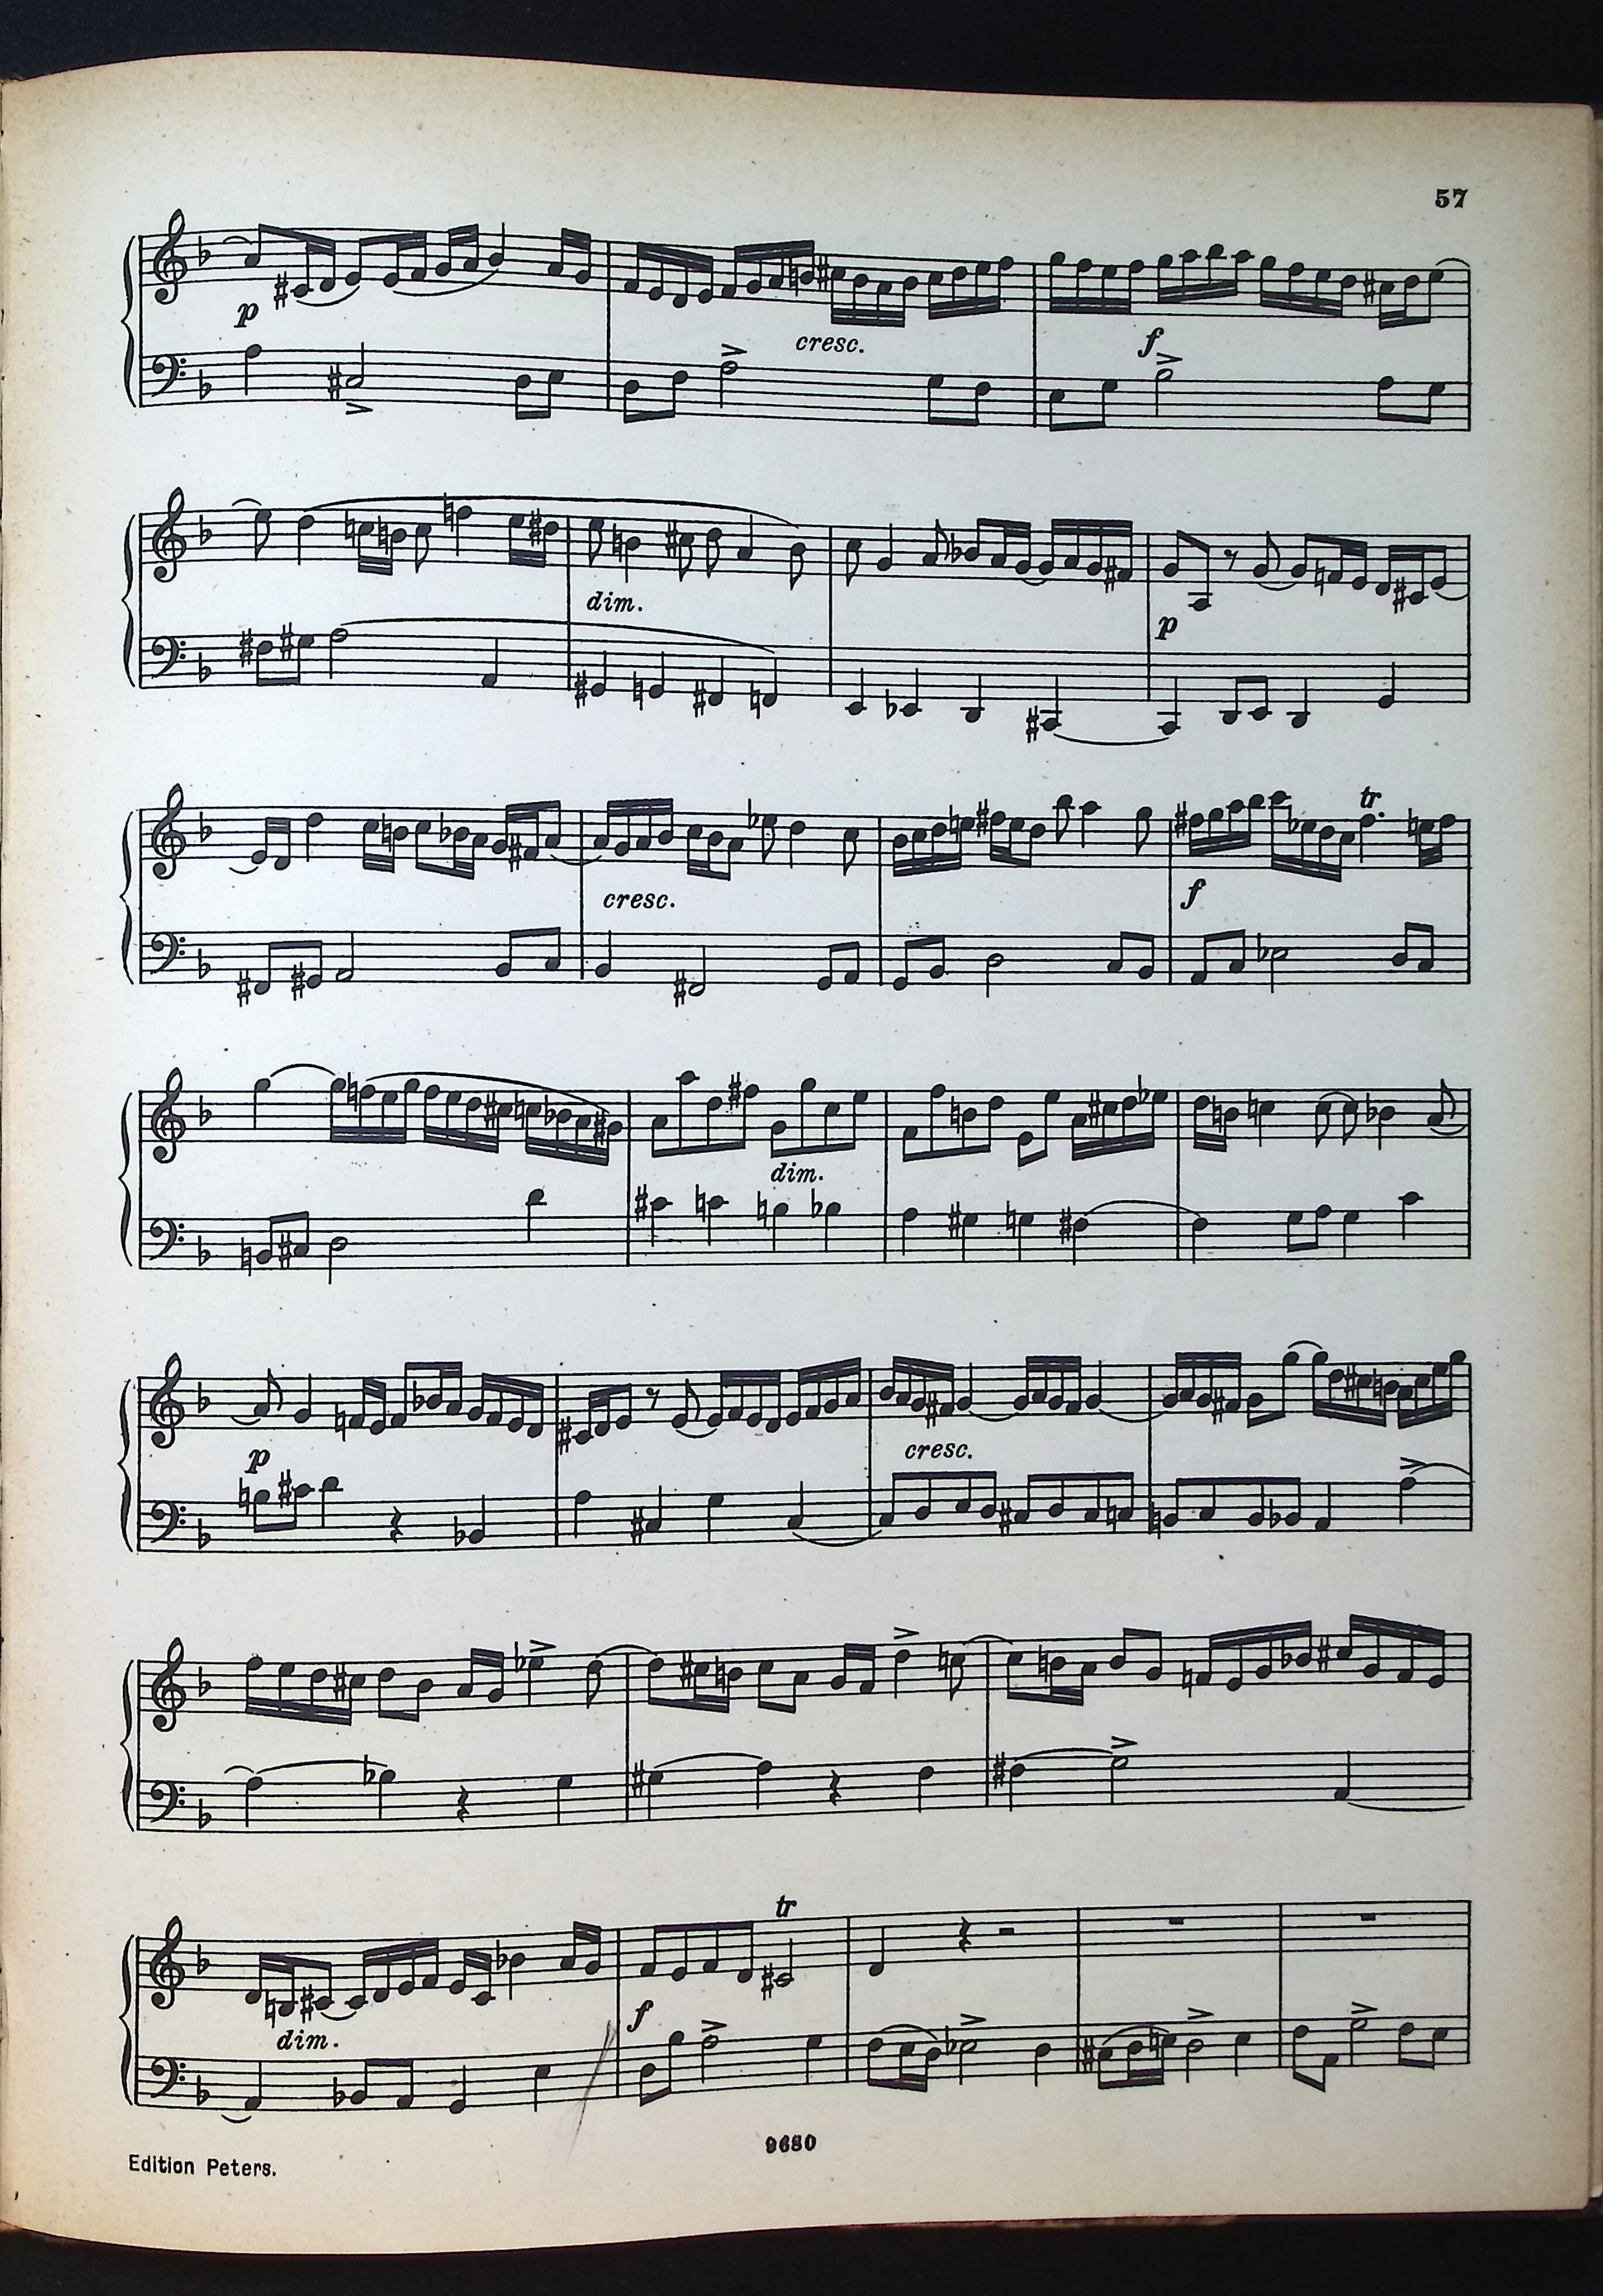 57
p
cresc.
f
dim.
p
tr
cresc.
f
dim.
p
cresc.
tr
dim.
f
9680
Edition Peters.